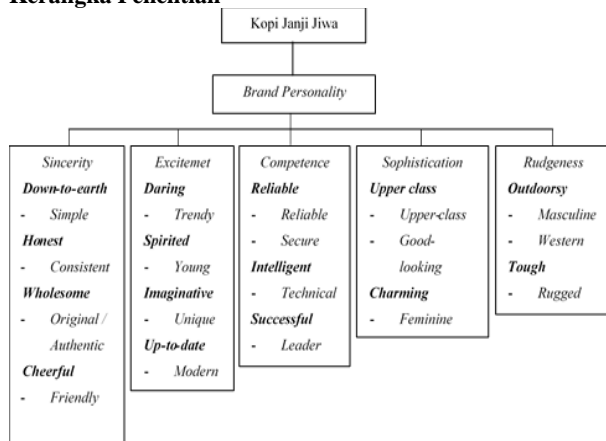 Kerangka Penelitian
Kopi Janji Jiwa
Brand Personality
Sincerity
Down-to-earth
- Simple
Honest
- Consistent
Wholesome
- Original /
Authentic
Cheerful
- Friendly
Excitemet
Daring
- Trendy
Spirited
- Young
Imaginative
- Unique
Up-to-date
- Modern
Competence
Reliable
- Reliable
- Secure
Intelligent
- Technical
Successful
- Leader
Sophistication
Upper class
- Upper-class
- Good-
looking
Charming
- Feminine
Rudgeness
Outdoorsy
- Masculine
- Western
Tough
- Rugged